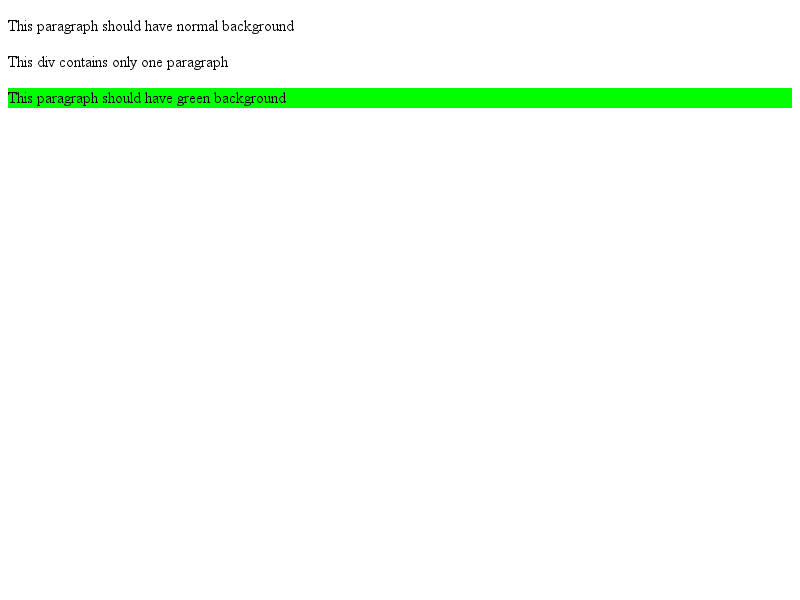 This paragraph should have normal background
This div contains only one paragraph
This paragraph should have green background